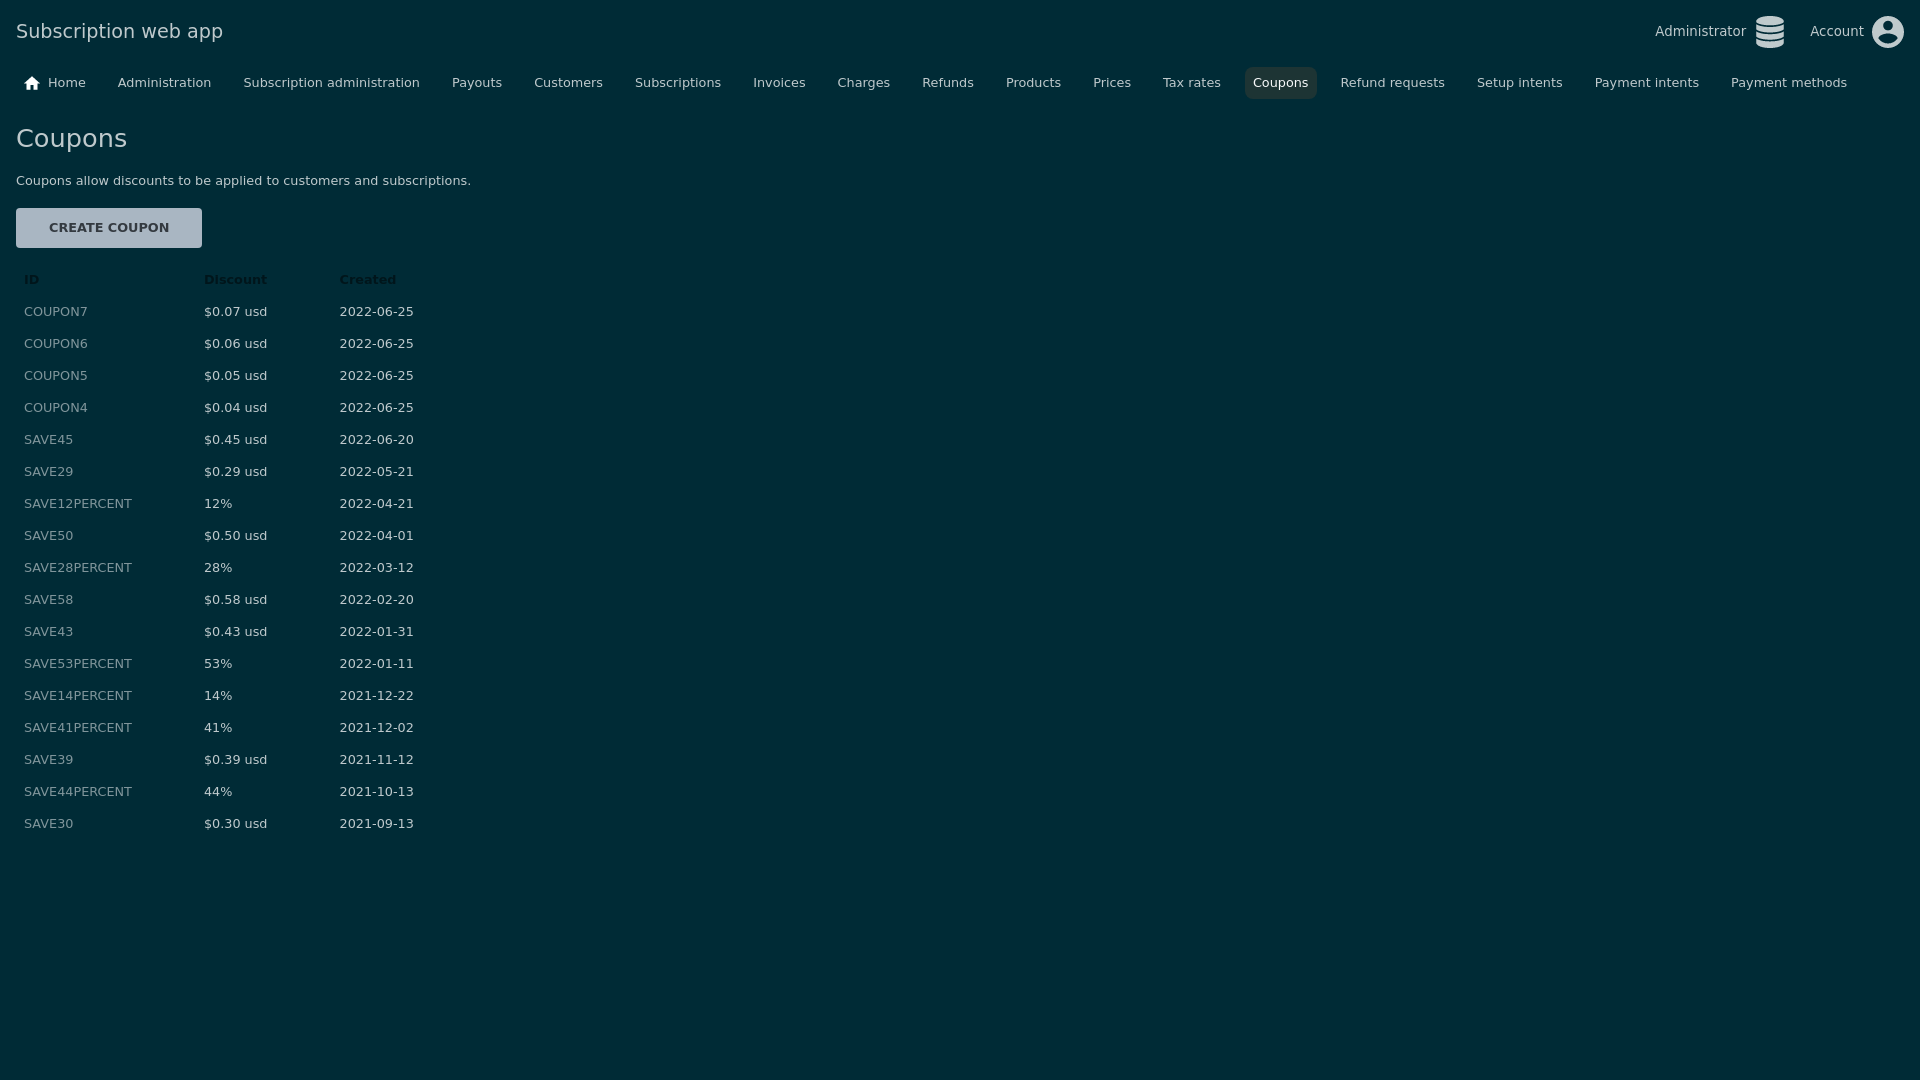 Subscription web app
Administrator Account
Home Administration Subscription administration Payouts Customers Subscriptions Invoices Charges Refunds Products Prices Tax rates Coupons Refund requests Setup intents Payment intents Payment methods
Coupons
Coupons allow discounts to be applied to customers and subscriptions.
CREATE COUPON
ID Discount Created
COUPON7 $0.07 usd 2022-06-25
COUPON6 $0.06 usd 2022-06-25
COUPON5 $0.05 usd 2022-06-25
COUPON4 $0.04 usd 2022-06-25
SAVE45 $0.45 usd 2022-06-20
SAVE29 $0.29 usd 2022-05-21
SAVE12PERCENT 12% 2022-04-21
SAVE50 $0.50 usd 2022-04-01
SAVE28PERCENT 28% 2022-03-12
SAVE58 $0.58 usd 2022-02-20
SAVE43 $0.43 usd 2022-01-31
SAVE53PERCENT 53% 2022-01-11
SAVE14PERCENT 14% 2021-12-22
SAVE41PERCENT 41% 2021-12-02
SAVE39 $0.39 usd 2021-11-12
SAVE44PERCENT 44% 2021-10-13
SAVE30 $0.30 usd 2021-09-13